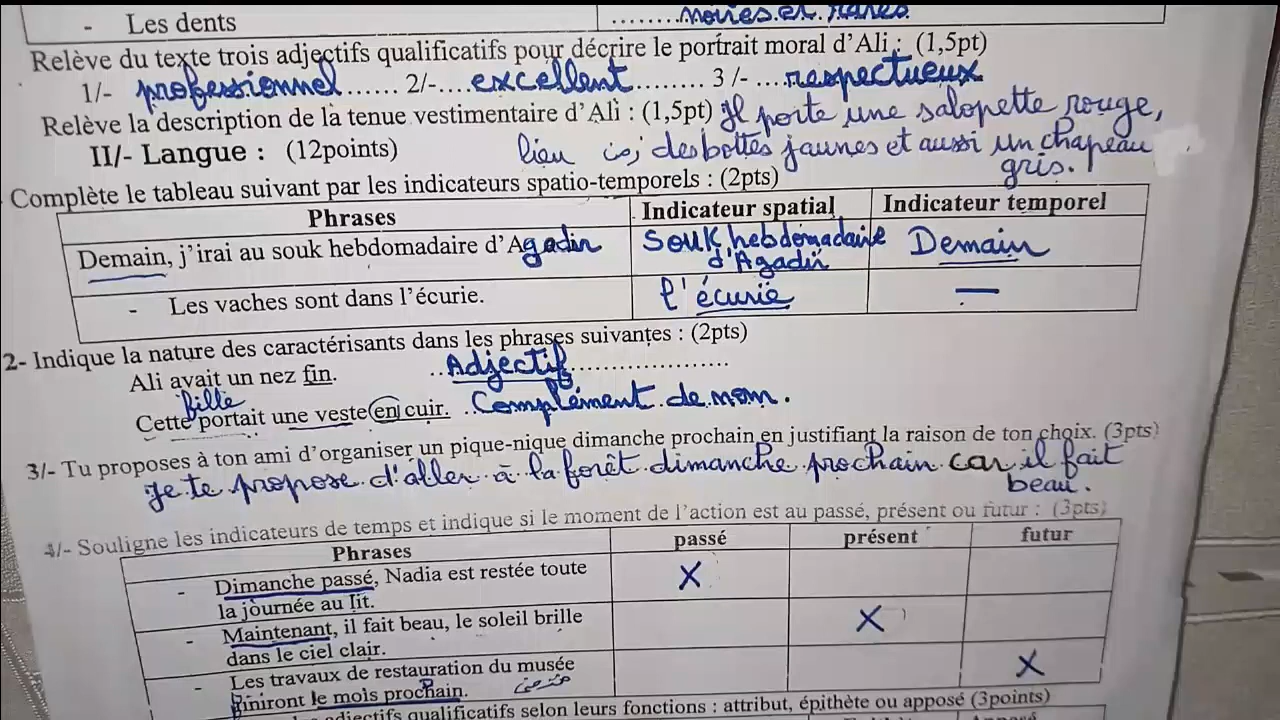 - Les dents ........noires et rares
Relève du texte trois adjectifs qualificatifs pour décrire le portrait moral d'Ali : (1,5pt)
1/- professionnel...... 2/-....excellent......... 3 /- ....respectueux
Relève la description de la tenue vestimentaire d'Ali : (1,5pt) Il porte une salopette rouge,
des bottes jaunes et aussi un chapeau
gris.
II/- Langue : (12points)
Complète le tableau suivant par les indicateurs spatio-temporels : (2pts)
Phrases Indicateur spatial Indicateur temporel
Demain, j'irai au souk hebdomadaire d'Agadir souk hebdomadaire d'Agadir Demain
- Les vaches sont dans l'écurie. l'écurie —
2- Indique la nature des caractérisants dans les phrases suivantes : (2pts)
Ali avait un nez fin. ..Adjectif......................
fille
Cette portait une veste en cuir. ..Complément de nom.
3/- Tu proposes à ton ami d'organiser un pique-nique dimanche prochain en justifiant la raison de ton choix. (3pts)
Je te propose d'aller à la forêt dimanche prochain car il fait
beau.
4/- Souligne les indicateurs de temps et indique si le moment de l'action est au passé, présent ou futur : (3pts)
Phrases passé présent futur
- Dimanche passé, Nadia est restée toute X
la journée au lit.
- Maintenant, il fait beau, le soleil brille X
dans le ciel clair.
- Les travaux de restauration du musée X
finiront le mois prochain.
adjectifs qualificatifs selon leurs fonctions : attribut, épithète ou apposé (3points)